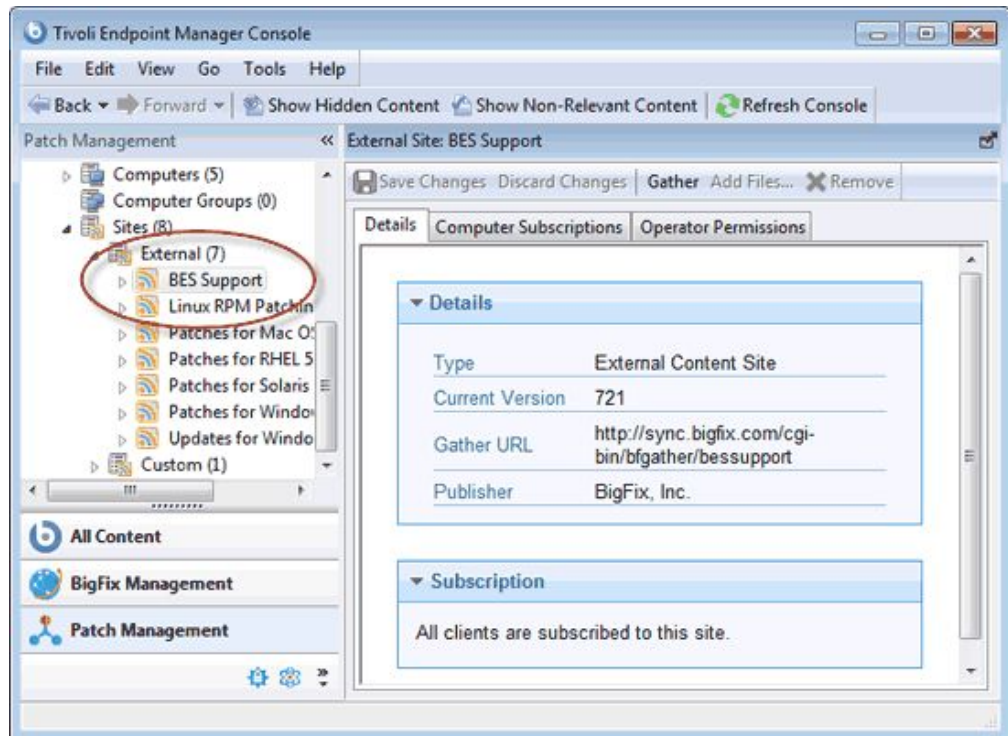 Tivoli Endpoint Manager Console
File Edit View Go Tools Help
Back Forward Show Hidden Content Show Non-Relevant Content Refresh Console
Patch Management « External Site: BES Support
Computers (5)
Computer Groups (0)
Sites (8)
External (7)
BES Support
Linux RPM Patchin
Patches for Mac OS
Patches for RHEL 5
Patches for Solaris
Patches for Window
Updates for Windo
Custom (1)
All Content
BigFix Management
Patch Management
Save Changes Discard Changes Gather Add Files... Remove
Details Computer Subscriptions Operator Permissions
Details
Type External Content Site
Current Version 721
Gather URL http://sync.bigfix.com/cgi-
bin/bfgather/bessupport
Publisher BigFix, Inc.
Subscription
All clients are subscribed to this site.